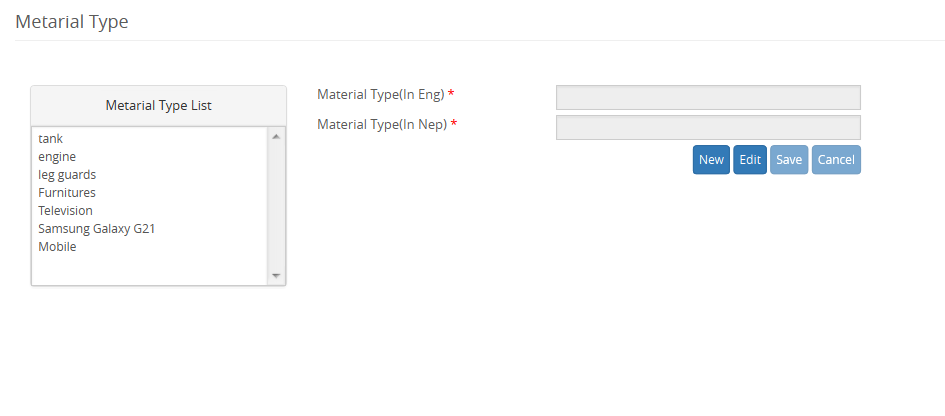 Metarial Type
Metarial Type List
tank
engine
leg guards
Furnitures
Television
Samsung Galaxy G21
Mobile
Material Type(In Eng) *
Material Type(In Nep) *
New Edit Save Cancel